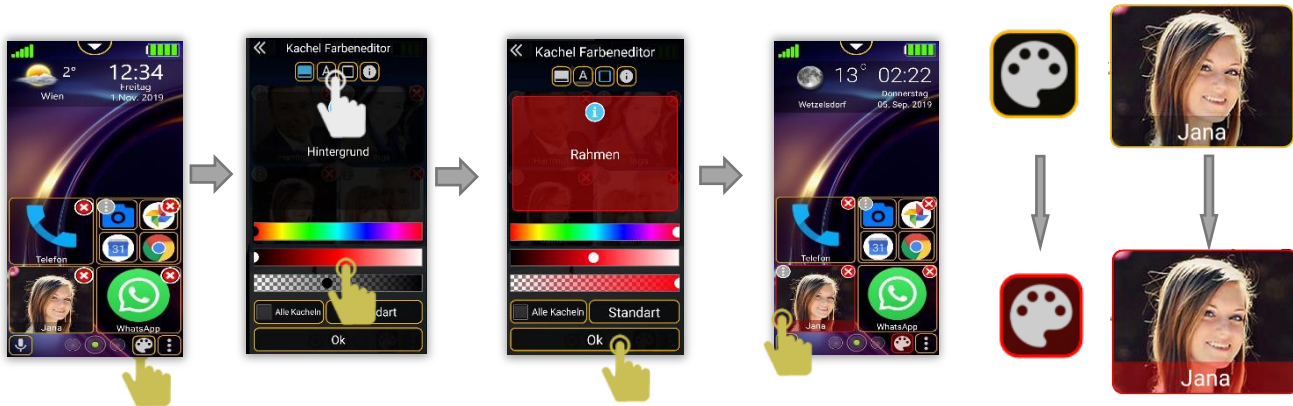 2°
12:34
Freitag
1.Nov. 2019
Wien
Telefon
31
Jana
WhatsApp
Kachel Farbeneditor
A
i
Hintergrund
Alle Kacheln
dart
Ok
Kachel Farbeneditor
A
i
i
Rahmen
Alle Kacheln
Standart
Ok
13° 02:22
Donnerstag
05. Sep. 2019
Wetzelsdorf
Telefon
31
Jana
WhatsApp
Jana
Jana